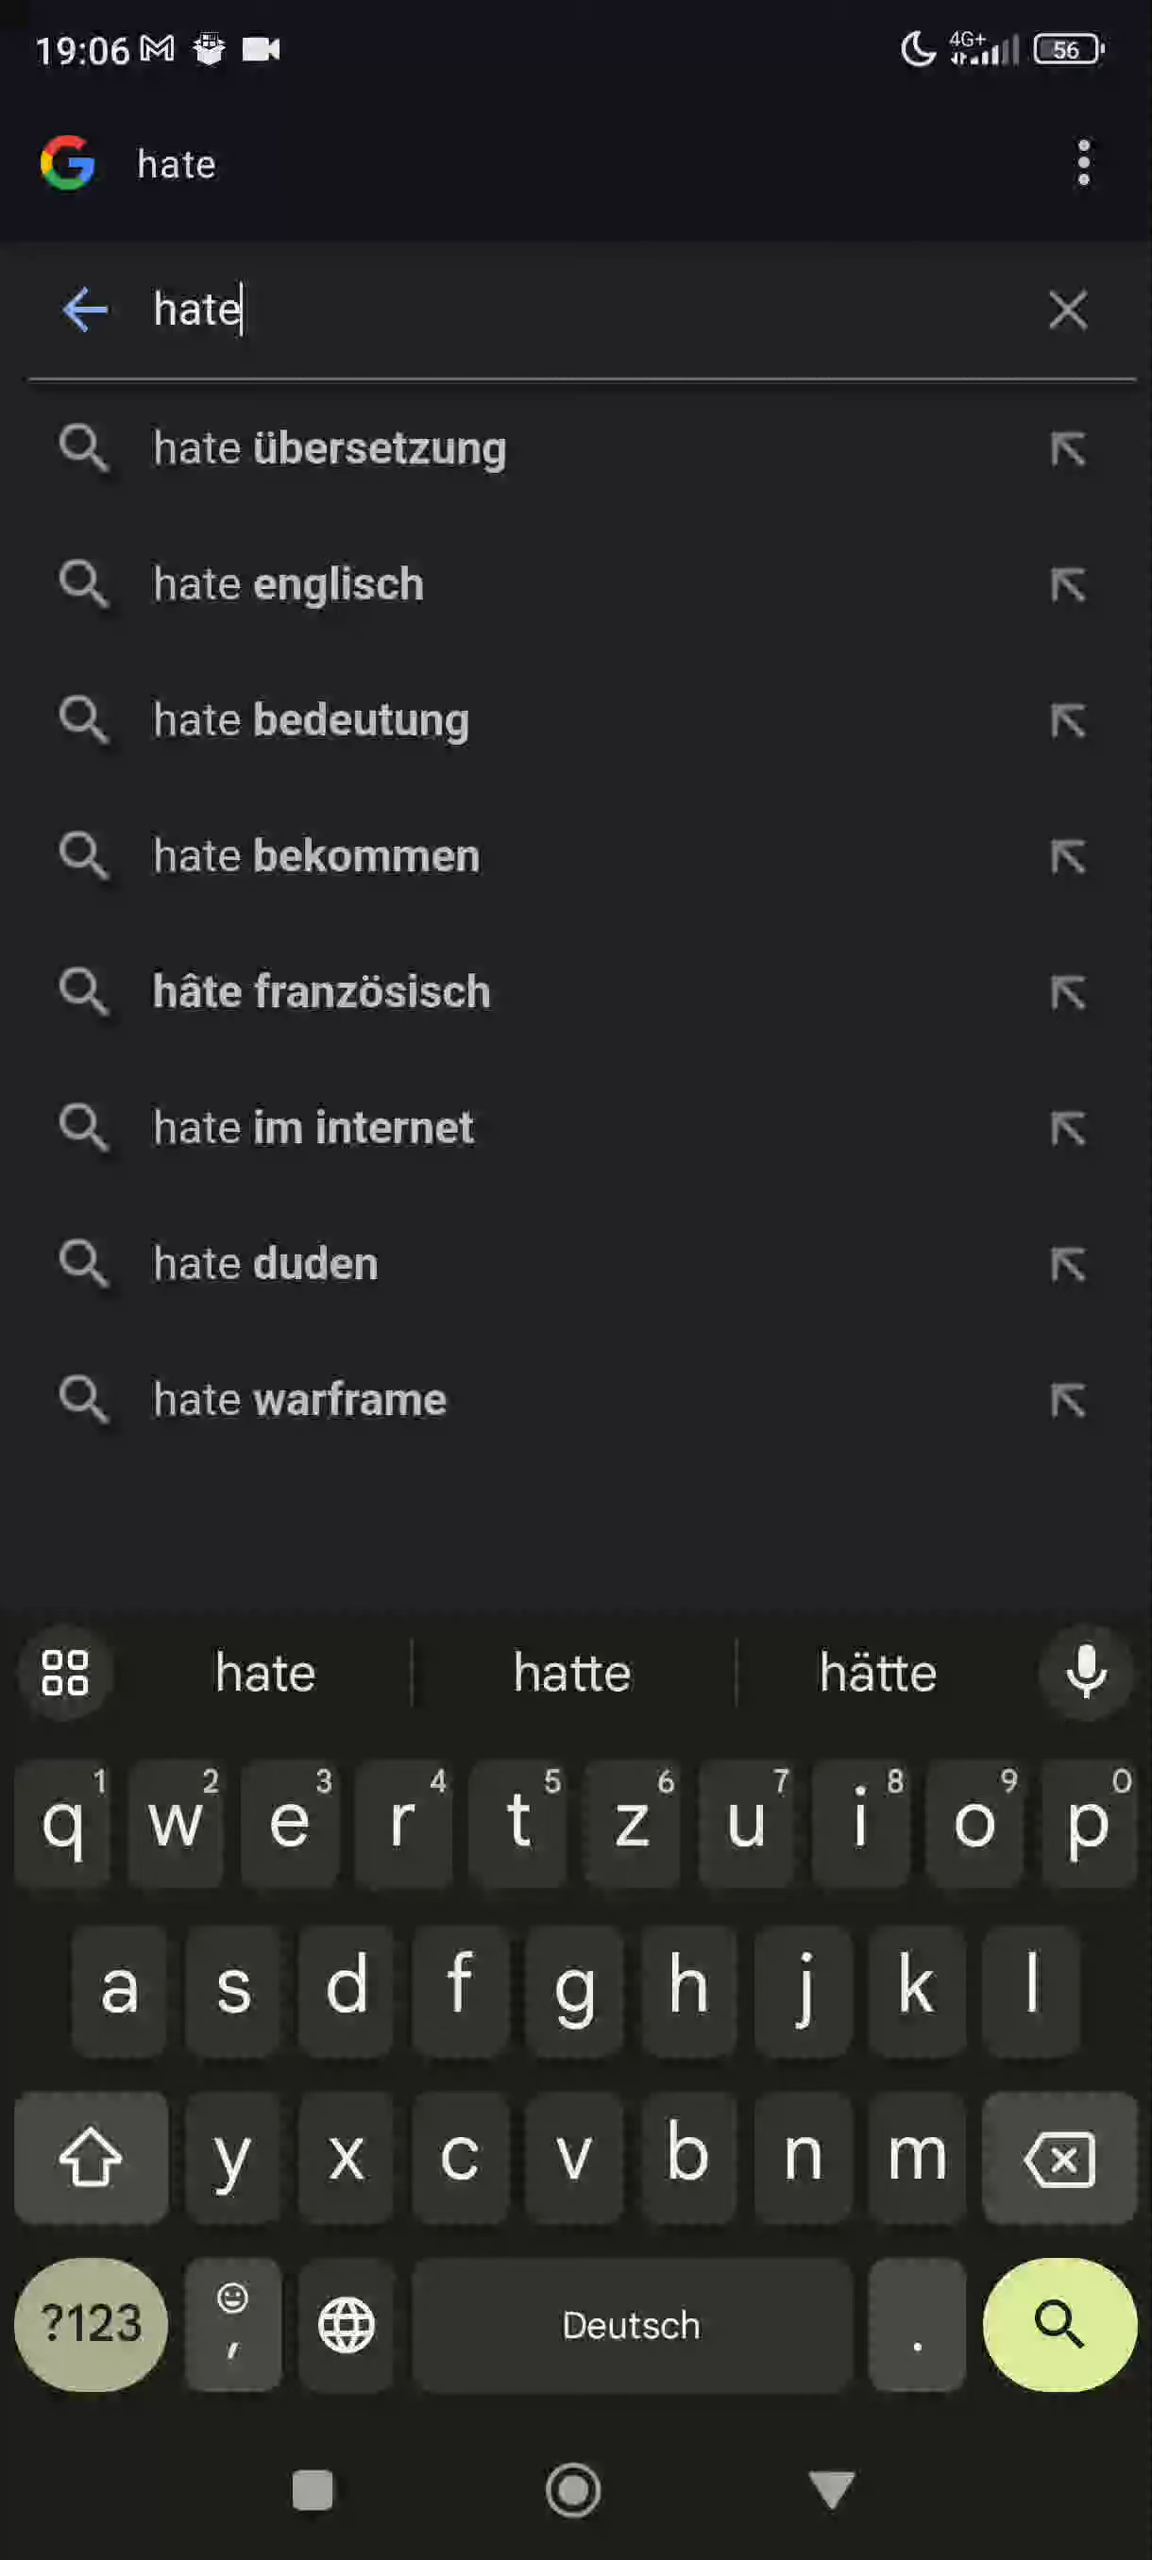 19:06 4G+ 56
hate
hate
hate übersetzung
hate englisch
hate bedeutung
hate bekommen
hâte französisch
hate im internet
hate duden
hate warframe
hate hatte hätte
1 2 3 4 5 6 7 8 9 0
q w e r t z u i o p
a s d f g h j k l
y x c v b n m
?123 , Deutsch .